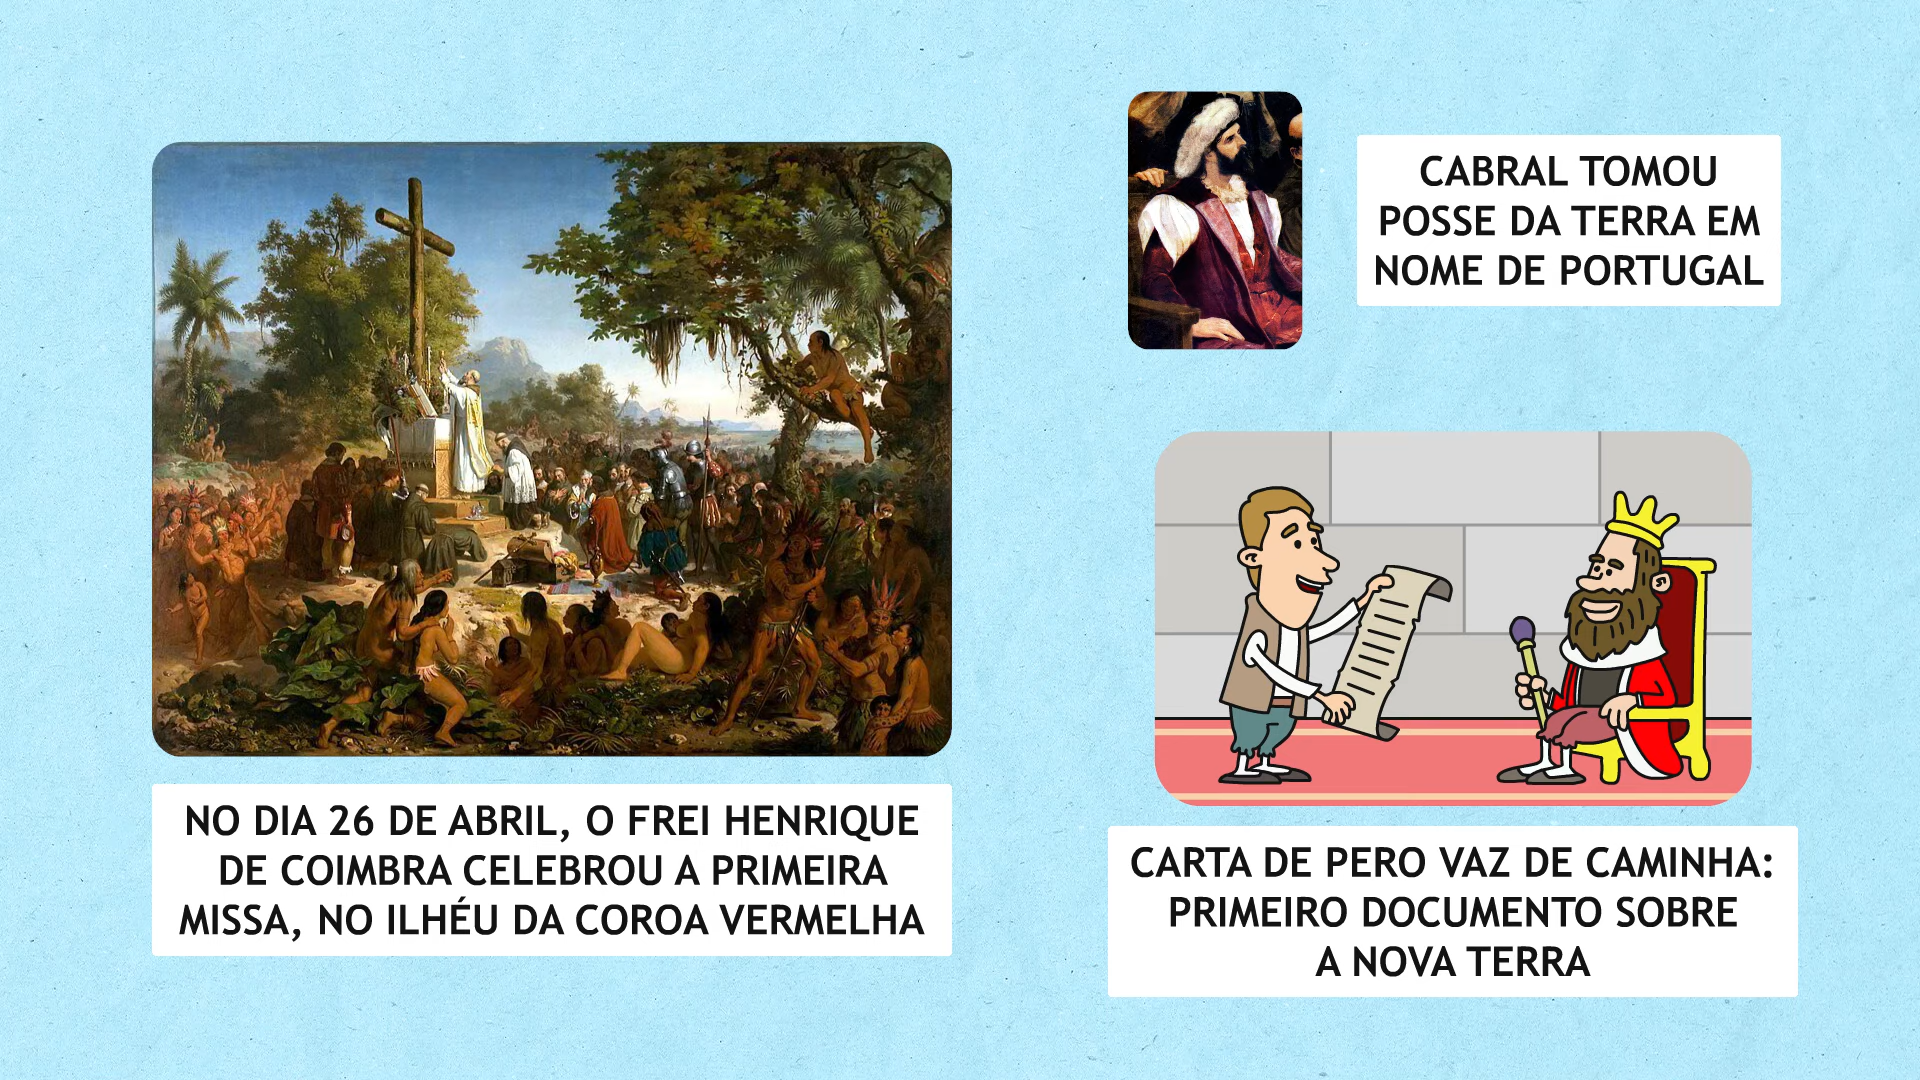 NO DIA 26 DE ABRIL, O FREI HENRIQUE
DE COIMBRA CELEBROU A PRIMEIRA
MISSA, NO ILHÉU DA COROA VERMELHA
CABRAL TOMOU
POSSE DA TERRA EM
NOME DE PORTUGAL
CARTA DE PERO VAZ DE CAMINHA:
PRIMEIRO DOCUMENTO SOBRE
A NOVA TERRA